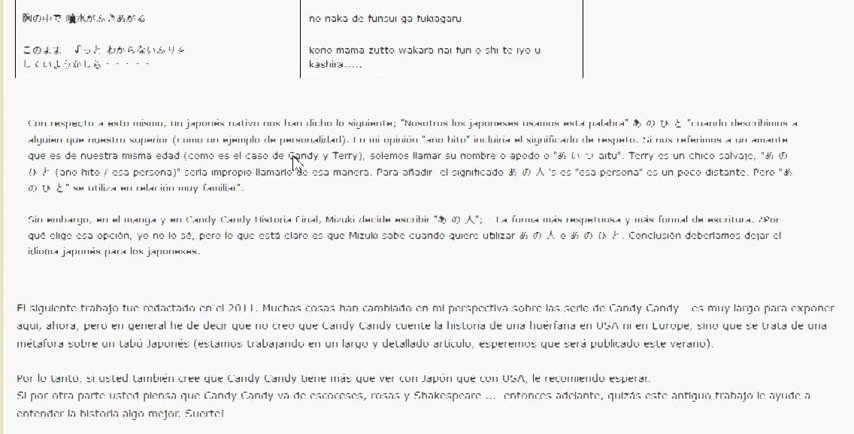 胸の中で 噴水がふきあがる
no naka de funsui ga fukiagaru
このまま ずっと わからないふりを
していようかしら・・・・・
kono mama zutto wakara nai furi o shi te iyo u
kashira.....
Con respecto a esto mismo, un japonés nativo nos han dicho lo siguiente; "Nosotros los japoneses usamos esta palabra" あ の ひ と "cuando describimos a
alguien que nuestro superior (como un ejemplo de personalidad). En mi opinión "ano hito" incluiría el significado de respeto. Si nos referimos a un amante
que es de nuestra misma edad (como es el caso de Candy y Terry), solemos llamar su nombre o apodo o "あ い つ aitu". Terry es un chico salvaje, "あ の
ひ と (ano hito / esa persona)" sería impropio llamarlo de esa manera. Para añadir el significado あ の 人 's es "esa persona" es un poco distante. Pero "あ
の ひ と" se utiliza en relación muy familiar".
Sin embargo, en el manga y en Candy Candy Historia Final, Mizuki decide escribir "あ の 人"; - La forma más respetuosa y más formal de escritura. ¿Por
qué elige esa opción, yo no lo sé, pero lo que está claro es que Mizuki sabe cuando quiere utilizar あ の 人 o あ の ひ と. Conclusión deberíamos dejar el
idioma japonés para los japoneses.
El siguiente trabajo fue redactado en el 2011. Muchas cosas han cambiado en mi perspectiva sobre las serie de Candy Candy - es muy largo para exponer
aquí, ahora, pero en general he de decir que no creo que Candy Candy cuente la historia de una huérfana en USA ni en Europe, sino que se trata de una
metáfora sobre un tabú Japonés (estamos trabajando en un largo y detallado artículo, esperemos que será publicado este verano).
Por lo tanto, si usted también cree que Candy Candy tiene más que ver con Japón que con USA, le recomiendo esperar.
Si por otra parte usted piensa que Candy Candy va de escoceses, rosas y Shakespeare ... entonces adelante, quizás este antiguo trabajo le ayude a
entender la historia algo mejor. Suerte!